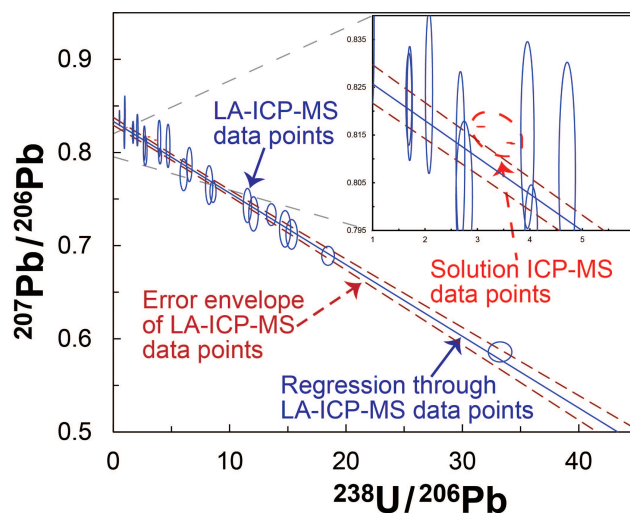 0.9
0.8
0.7
0.6
0.5
0
10
20
30
40
207Pb/206Pb
238U/206Pb
LA-ICP-MS
data points
Error envelope
of LA-ICP-MS
data points
Regression through
LA-ICP-MS data points
0.835
0.825
0.815
0.805
0.795
1
2
3
4
5
Solution ICP-MS
data points